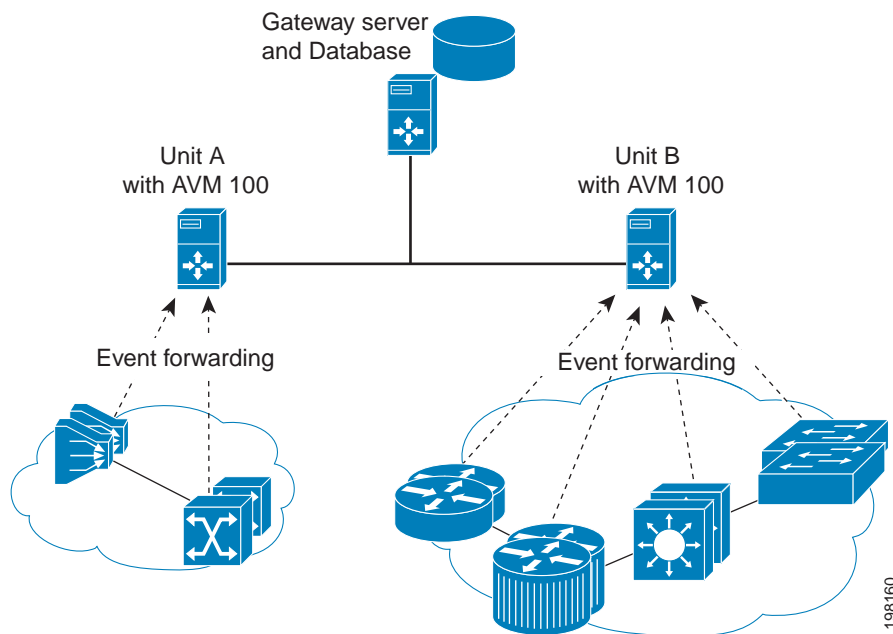 Gateway server
and Database
Unit A
with AVM 100
Unit B
with AVM 100
Event forwarding
Event forwarding
198160